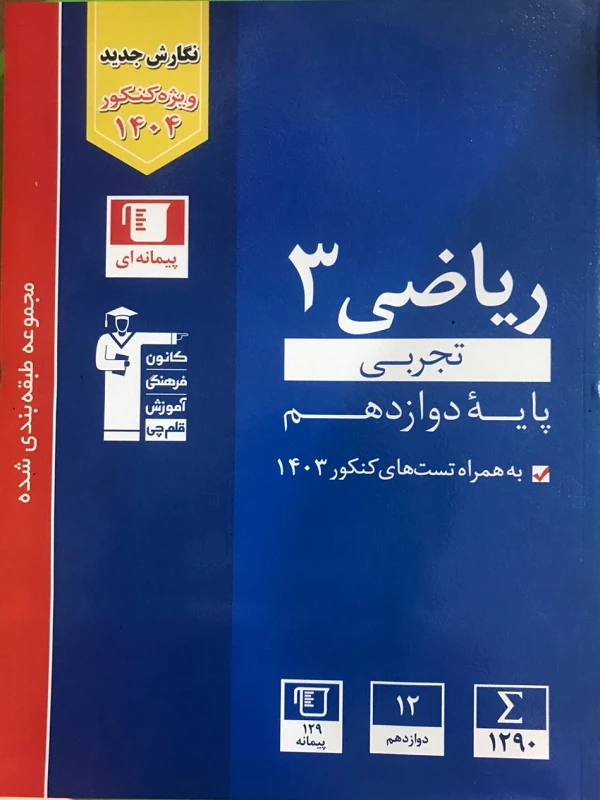 نگارش جدید
ویژه کنکور
۱۴۰۴
پیمانه‌ای
ریاضی ۳
تجربی
پایهٔ دوازدهم
به همراه تست‌های کنکور ۱۴۰۳
کانون
فرهنگی
آموزش
قلم‌چی
مجموعه طبقه‌بندی شده
Σ
۱۲۹۰
۱۲
دوازدهم
۱۲۹
پیمانه